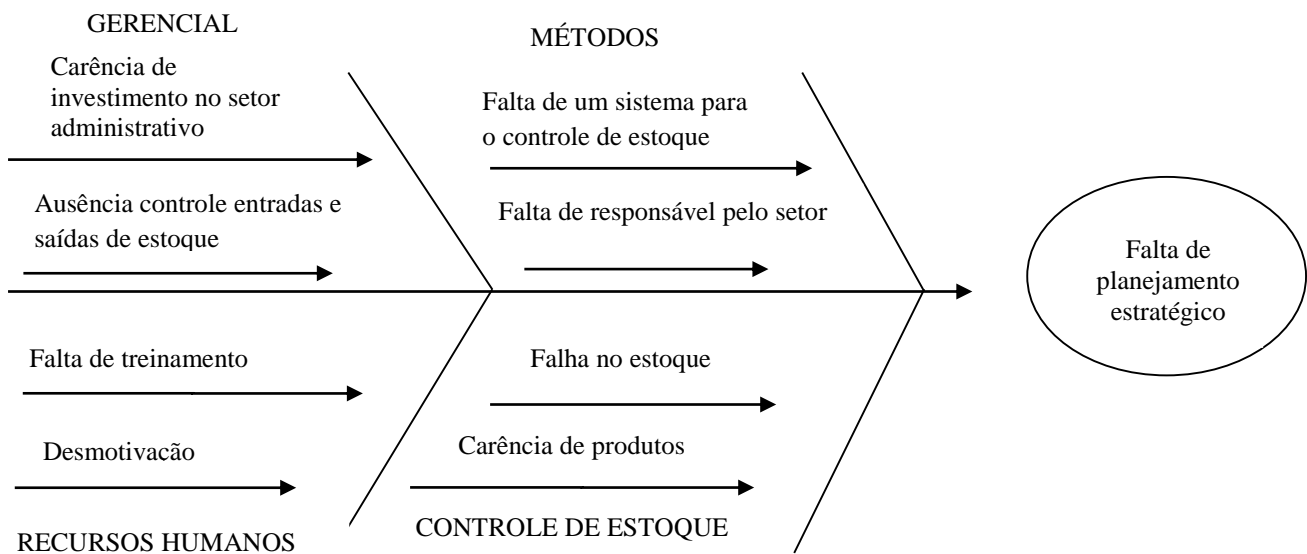 GERENCIAL
Carência de
investimento no setor
administrativo
Ausência controle entradas e
saídas de estoque
MÉTODOS
Falta de um sistema para
o controle de estoque
Falta de responsável pelo setor
Falta de
planejamento
estratégico
Falta de treinamento
Desmotivacão
RECURSOS HUMANOS
Falha no estoque
Carência de produtos
CONTROLE DE ESTOQUE